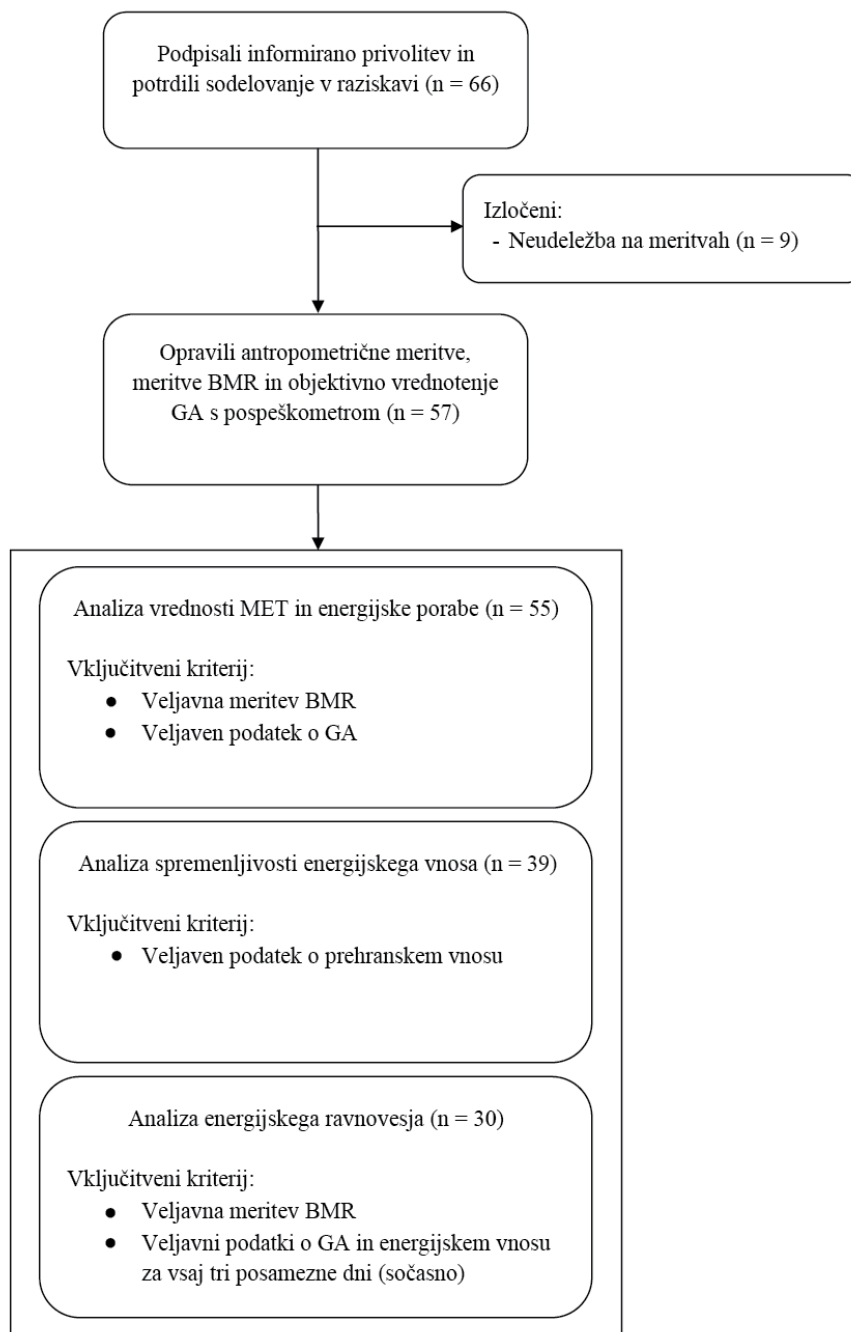 Podpisali informirano privolitev in
potrdili sodelovanje v raziskavi (n = 66)
Izločeni:
- Neudeležba na meritvah (n = 9)
Opravili antropometrične meritve,
meritve BMR in objektivno vrednotenje
GA s pospeškometrom (n = 57)
Analiza vrednosti MET in energijske porabe (n = 55)
Vključitveni kriterij:
● Veljavna meritev BMR
● Veljaven podatek o GA
Analiza spremenljivosti energijskega vnosa (n = 39)
Vključitveni kriterij:
● Veljaven podatek o prehranskem vnosu
Analiza energijskega ravnovesja (n = 30)
Vključitveni kriterij:
● Veljavna meritev BMR
● Veljavni podatki o GA in energijskem vnosu
za vsaj tri posamezne dni (sočasno)